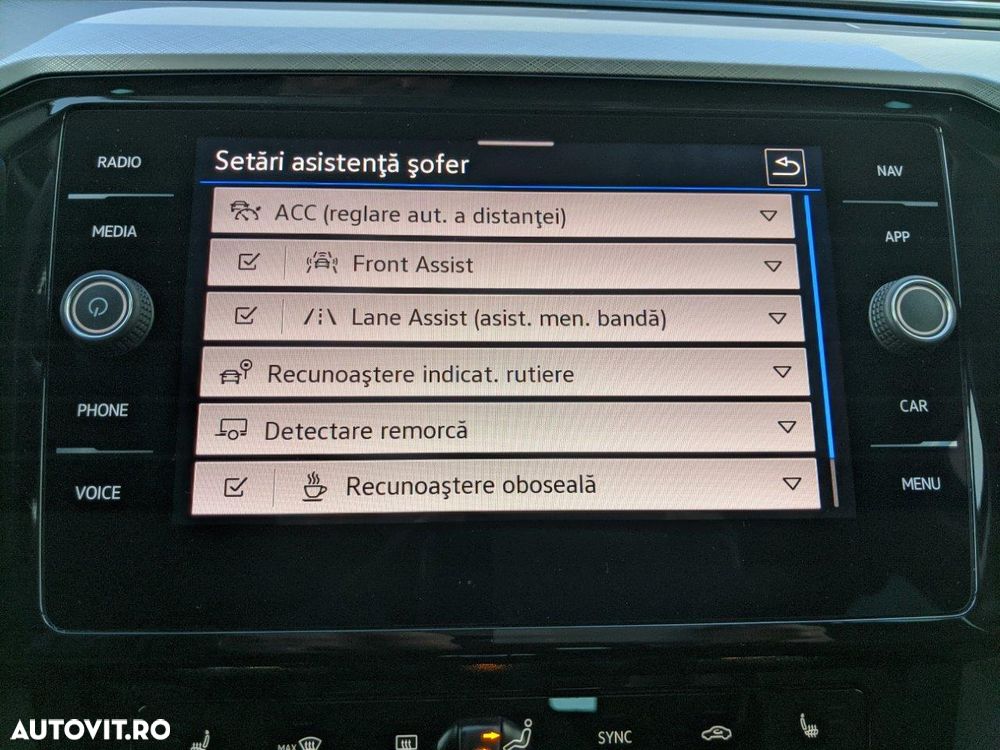 RADIO
MEDIA
PHONE
VOICE
Setări asistenţă şofer
ACC (reglare aut. a distanţei)
Front Assist
Lane Assist (asist. men. bandă)
Recunoaştere indicat. rutiere
Detectare remorcă
Recunoaştere oboseală
NAV
APP
CAR
MENU
MAX
SYNC
AUTOVIT.RO